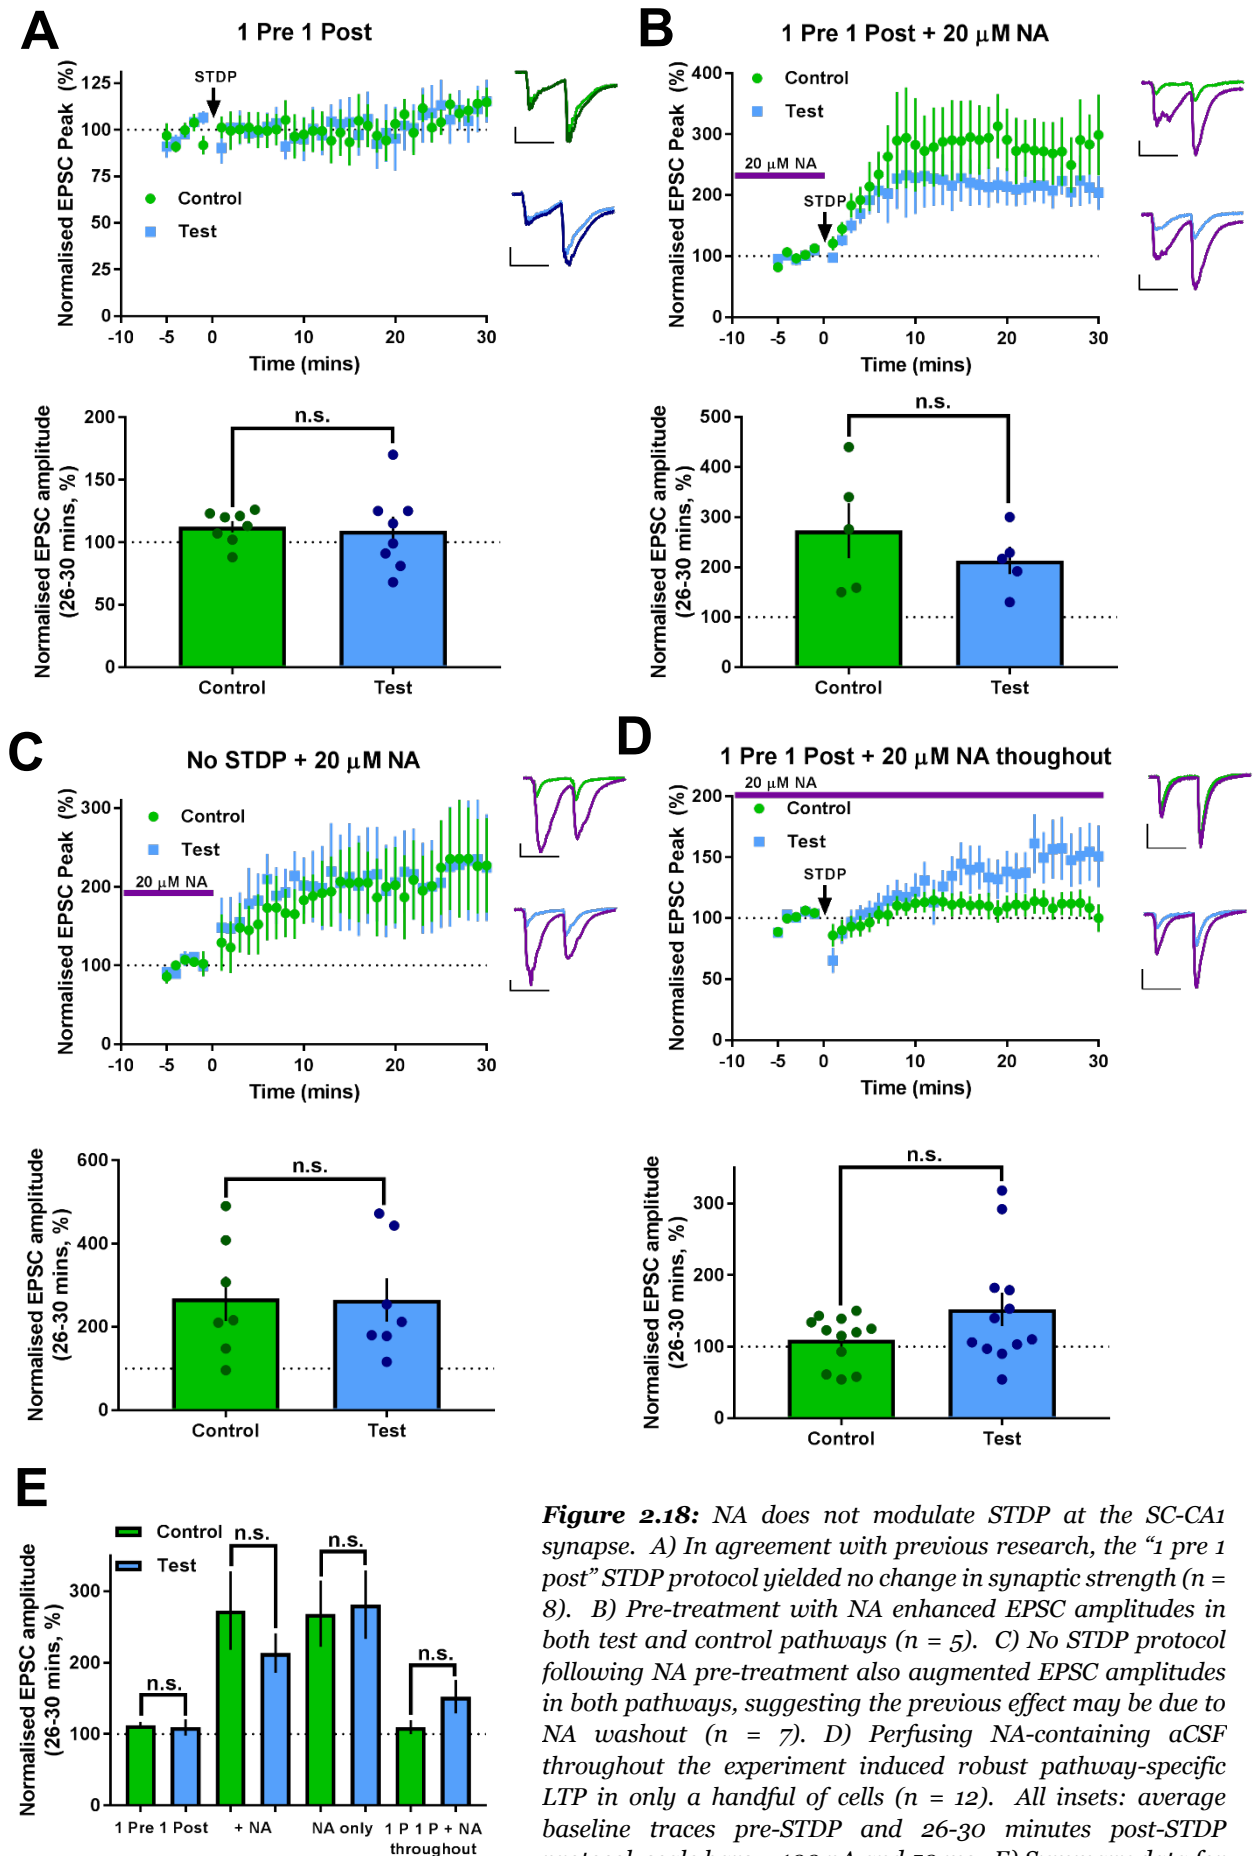 A
1 Pre 1 Post
Normalised EPSC Peak (%)
125
100
75
50
25
0
STDP
Control
Test
-10 -5 0 10 20 30
Time (mins)
Normalised EPSC amplitude
(26-30 mins, %)
200
150
100
50
0
n.s.
Control Test
B
1 Pre 1 Post + 20 μM NA
Normalised EPSC Peak (%)
400
300
200
100
0
Control
Test
20 μM NA
STDP
-10 -5 0 10 20 30
Time (mins)
Normalised EPSC amplitude
(26-30 mins, %)
500
400
300
200
100
0
n.s.
Control Test
C
No STDP + 20 μM NA
Normalised EPSC Peak (%)
300
200
100
0
Control
Test
20 μM NA
-10 -5 0 10 20 30
Time (mins)
Normalised EPSC amplitude
(26-30 mins, %)
600
400
200
0
n.s.
Control Test
D
1 Pre 1 Post + 20 μM NA thoughout
Normalised EPSC Peak (%)
200
150
100
50
0
20 μM NA
Control
Test
STDP
-10 -5 0 10 20 30
Time (mins)
Normalised EPSC amplitude
(26-30 mins, %)
300
200
100
0
n.s.
Control Test
E
Normalised EPSC amplitude
(26-30 mins, %)
300
200
100
0
Control
Test
n.s.
n.s.
n.s.
n.s.
1 Pre 1 Post + NA NA only 1 P 1 P + NA
throughout
Figure 2.18: NA does not modulate STDP at the SC-CA1
synapse. A) In agreement with previous research, the “1 pre 1
post” STDP protocol yielded no change in synaptic strength (n =
8). B) Pre-treatment with NA enhanced EPSC amplitudes in
both test and control pathways (n = 5). C) No STDP protocol
following NA pre-treatment also augmented EPSC amplitudes
in both pathways, suggesting the previous effect may be due to
NA washout (n = 7). D) Perfusing NA-containing aCSF
throughout the experiment induced robust pathway-specific
LTP in only a handful of cells (n = 12). All insets: average
baseline traces pre-STDP and 26-30 minutes post-STDP